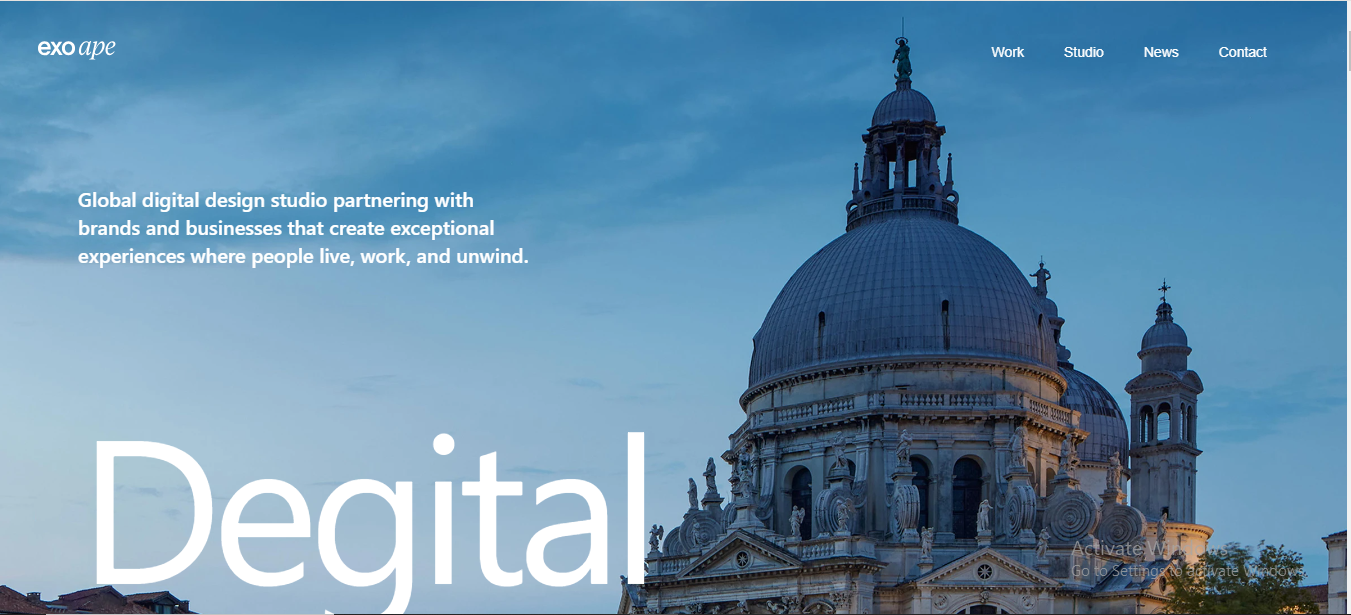 exo ape
Work Studio News Contact
Global digital design studio partnering with
brands and businesses that create exceptional
experiences where people live, work, and unwind.
Degital
Activate Windows
Go to Settings to activate Windows.